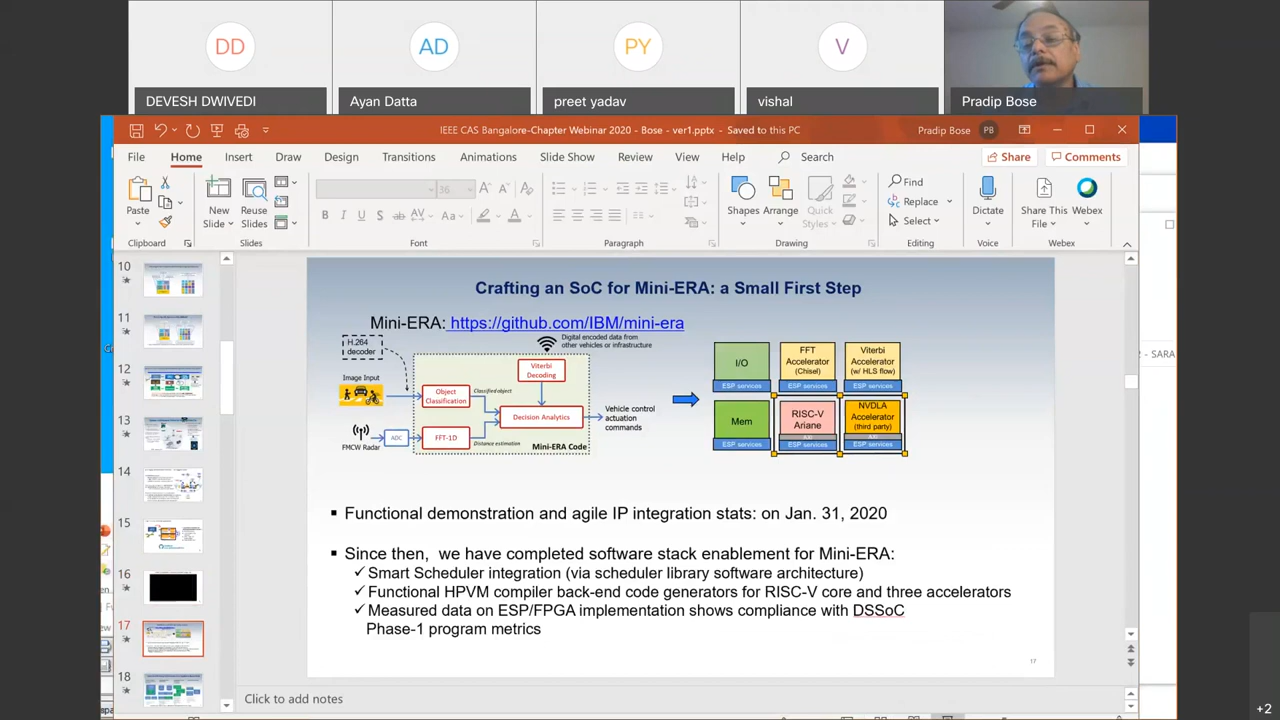 DD
AD
PY
V
DEVESH DWIVEDI
Ayan Datta
preet yadav
vishal
Pradip Bose
IEEE CAS Bangalore-Chapter Webinar 2020 - Bose - ver1.pptx - Saved to this PC
Pradip Bose
PB
File
Home
Insert
Draw
Design
Transitions
Animations
Slide Show
Review
View
Help
Search
Share
Comments
Paste
New
Slide
Reuse
Slides
36
B
I
U
S
ab
AV
Aa
A
Shapes
Arrange
Quick
Styles
Find
Replace
Select
Dictate
Share This
File
Webex
Clipboard
Slides
Font
Paragraph
Drawing
Editing
Voice
Webex
10
11
12
13
14
15
16
17
18
Crafting an SoC for Mini-ERA: a Small First Step
Mini-ERA: https://github.com/IBM/mini-era
H.264
decoder
Digital encoded data from
other vehicles or infrastructure
Image Input
Viterbi
Decoding
Object
Classification
Classified object
Decision Analytics
Vehicle control
actuation
commands
FMCW Radar
ADC
FFT-1D
Distance estimation
Mini-ERA Code
I/O
ESP services
FFT
Accelerator
(Chisel)
ESP services
Viterbi
Accelerator
(w/ HLS flow)
ESP services
Mem
ESP services
RISC-V
Ariane
AXI
ESP services
NVDLA
Accelerator
(third party)
AXI
ESP services
▪ Functional demonstration and agile IP integration stats: on Jan. 31, 2020
▪ Since then, we have completed software stack enablement for Mini-ERA:
✓ Smart Scheduler integration (via scheduler library software architecture)
✓ Functional HPVM compiler back-end code generators for RISC-V core and three accelerators
✓ Measured data on ESP/FPGA implementation shows compliance with DSSoC
Phase-1 program metrics
17
Click to add notes
2 - SARA
+2